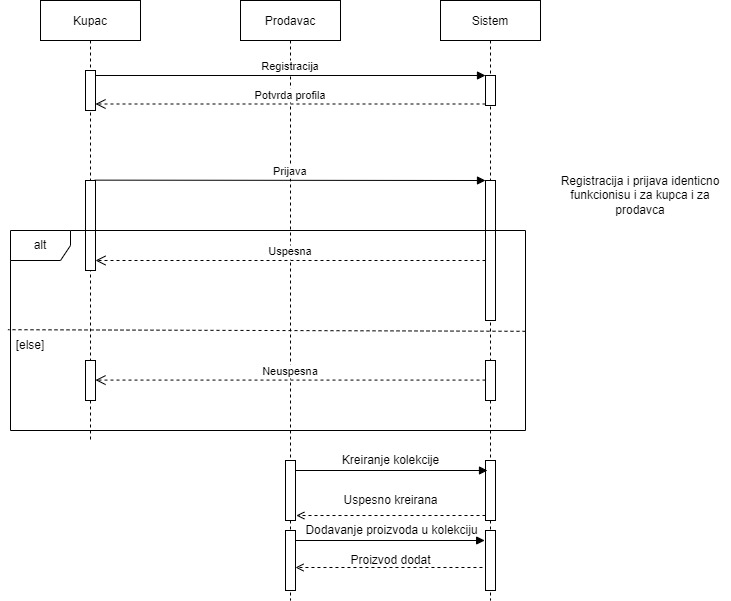 Kupac
Prodavac
Sistem
Registracija
Potvrda profila
Prijava
Registracija i prijava identicno
funkcionisu i za kupca i za
prodavca
alt
Uspesna
[else]
Neuspesna
Kreiranje kolekcije
Uspesno kreirana
Dodavanje proizvoda u kolekciju
Proizvod dodat